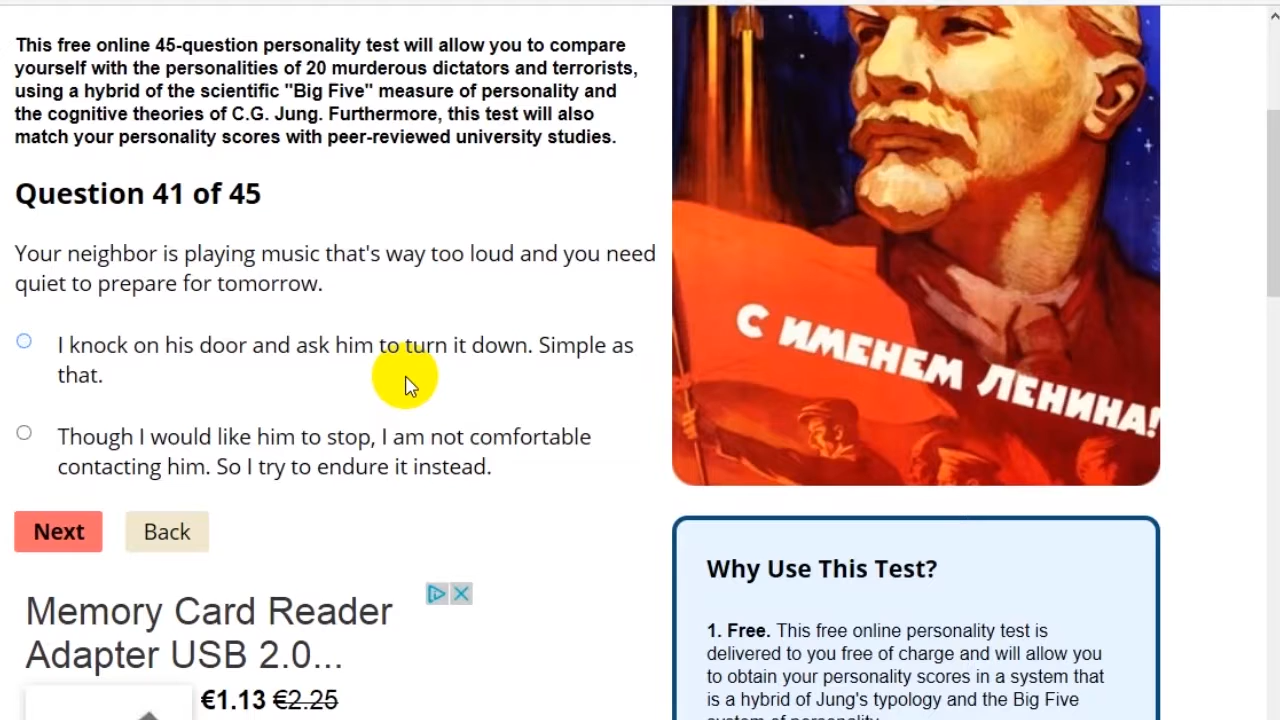 This free online 45-question personality test will allow you to compare
yourself with the personalities of 20 murderous dictators and terrorists,
using a hybrid of the scientific "Big Five" measure of personality and
the cognitive theories of C.G. Jung. Furthermore, this test will also
match your personality scores with peer-reviewed university studies.
Question 41 of 45
Your neighbor is playing music that's way too loud and you need
quiet to prepare for tomorrow.
I knock on his door and ask him to turn it down. Simple as
that.
Though I would like him to stop, I am not comfortable
contacting him. So I try to endure it instead.
Next
Back
Memory Card Reader
Adapter USB 2.0...
€1.13 €2.25
С ИМЕНЕМ ЛЕНИНА!
Why Use This Test?
1. Free. This free online personality test is
delivered to you free of charge and will allow you
to obtain your personality scores in a system that
is a hybrid of Jung's typology and the Big Five